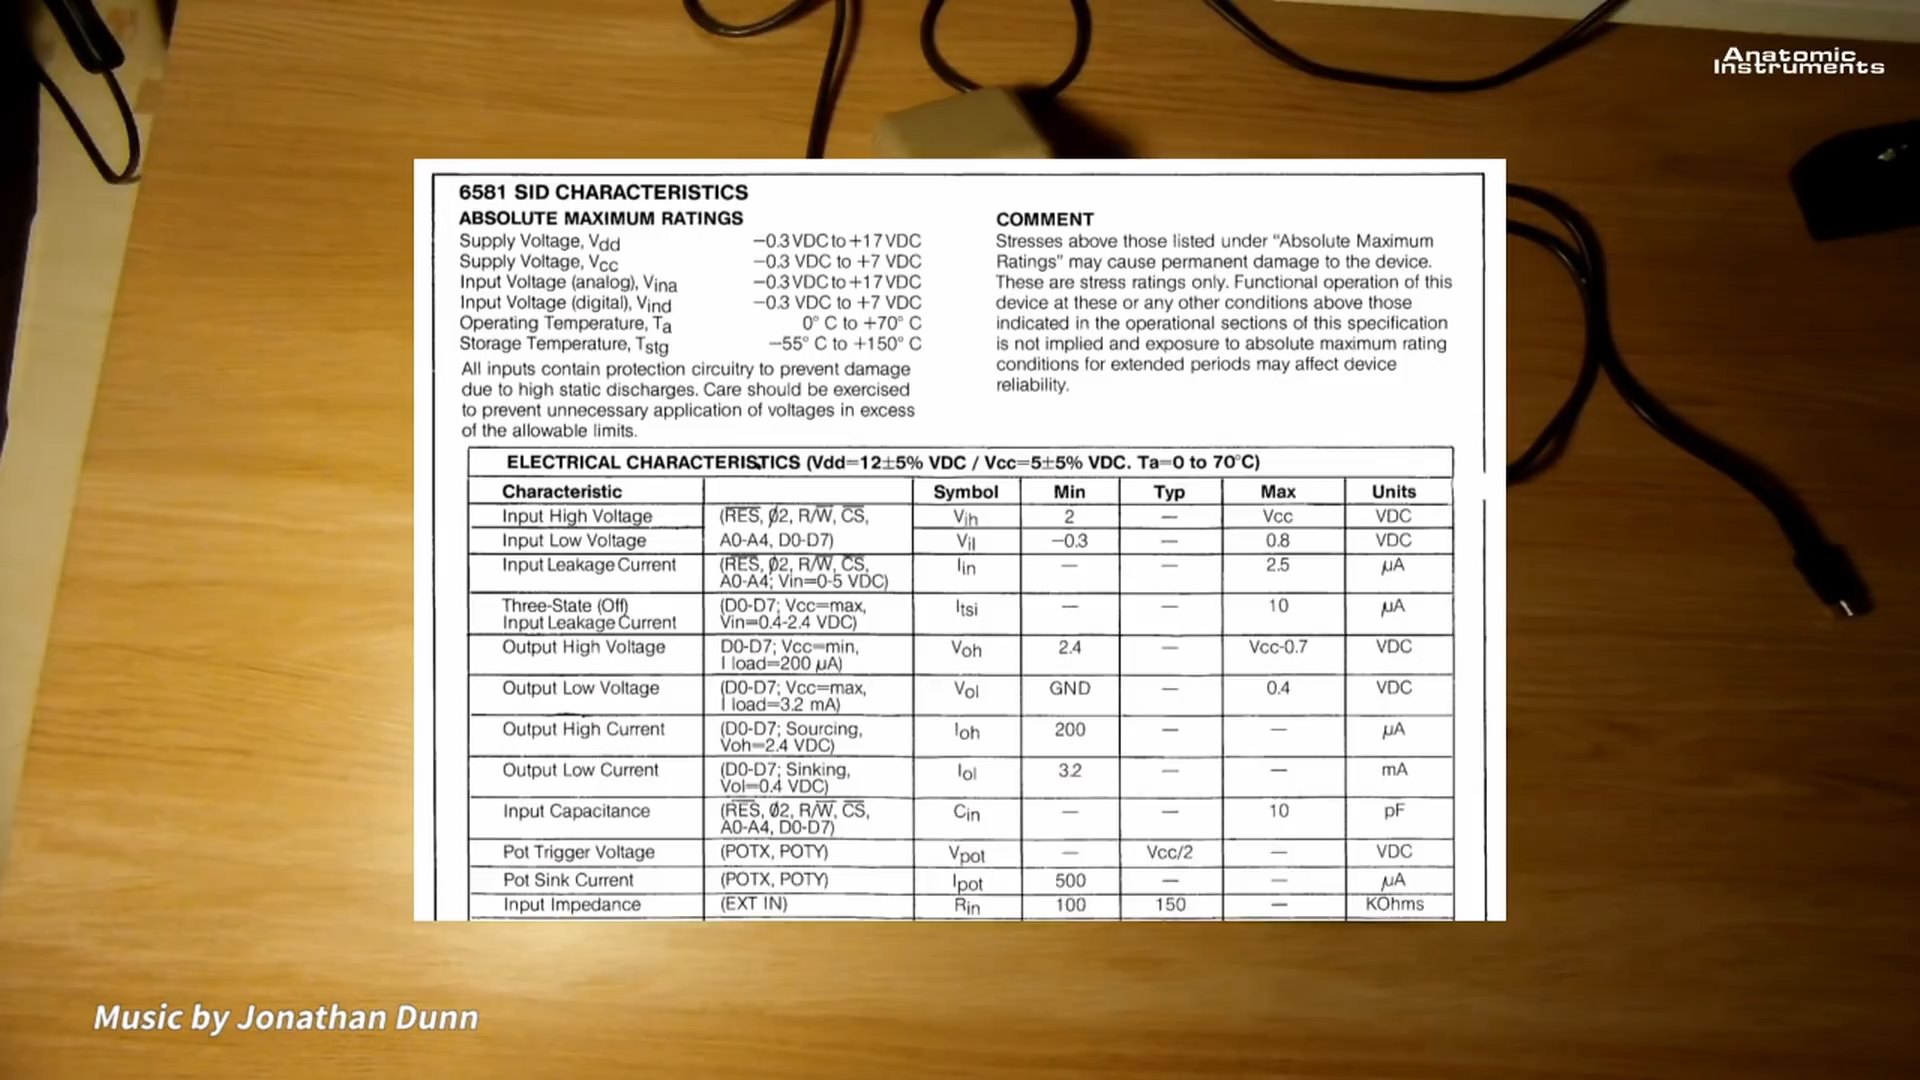 Anatomic
Instruments
6581 SID CHARACTERISTICS
ABSOLUTE MAXIMUM RATINGS
Supply Voltage, Vdd −0.3VDC to +17VDC
Supply Voltage, Vcc −0.3 VDC to +7 VDC
Input Voltage (analog), Vina −0.3VDC to +17VDC
Input Voltage (digital), Vind −0.3 VDC to +7 VDC
Operating Temperature, Ta 0° C to +70° C
Storage Temperature, Tstg −55° C to +150° C
All inputs contain protection circuitry to prevent damage
due to high static discharges. Care should be exercised
to prevent unnecessary application of voltages in excess
of the allowable limits.
COMMENT
Stresses above those listed under “Absolute Maximum
Ratings” may cause permanent damage to the device.
These are stress ratings only. Functional operation of this
device at these or any other conditions above those
indicated in the operational sections of this specification
is not implied and exposure to absolute maximum rating
conditions for extended periods may affect device
reliability.
ELECTRICAL CHARACTERISTICS (Vdd=12±5% VDC / Vcc=5±5% VDC. Ta=0 to 70°C)
Characteristic Symbol Min Typ Max Units
Input High Voltage (R̅E̅S̅, Ø2, R/W̅, C̅S̅, Vih 2 — Vcc VDC
Input Low Voltage A0-A4, D0-D7) Vil −0.3 — 0.8 VDC
Input Leakage Current (R̅E̅S̅, Ø2, R/W̅, C̅S̅, Iin — — 2.5 µA
A0-A4; Vin=0-5 VDC)
Three-State (Off) (D0-D7; Vcc=max, Itsi — — 10 µA
Input Leakage Current Vin=0.4-2.4 VDC)
Output High Voltage D0-D7; Vcc=min, Voh 2.4 — Vcc-0.7 VDC
I load=200 µA)
Output Low Voltage (D0-D7; Vcc=max, Vol GND — 0.4 VDC
I load=3.2 mA)
Output High Current (D0-D7; Sourcing, Ioh 200 — — µA
Voh=2.4 VDC)
Output Low Current (D0-D7; Sinking, Iol 3.2 — — mA
Vol=0.4 VDC)
Input Capacitance (R̅E̅S̅, Ø2, R/W̅, C̅S̅, Cin — — 10 pF
A0-A4, D0-D7)
Pot Trigger Voltage (POTX, POTY) Vpot — Vcc/2 — VDC
Pot Sink Current (POTX, POTY) Ipot 500 — — µA
Input Impedance (EXT IN) Rin 100 150 — KOhms
Music by Jonathan Dunn